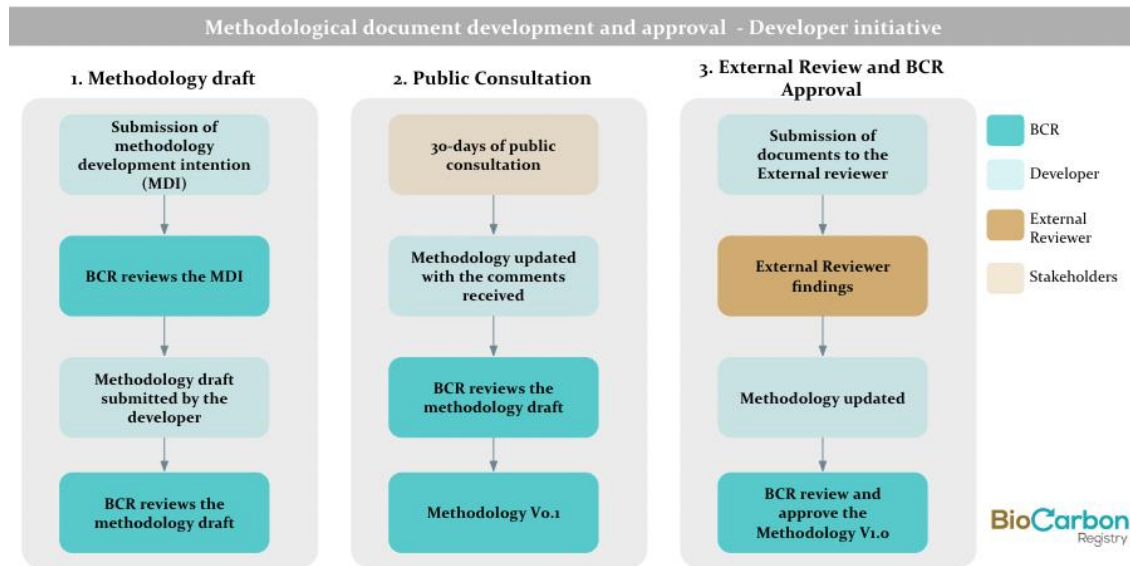 Methodological document development and approval - Developer initiative
1. Methodology draft
Submission of
methodology
development intention
(MDI)
BCR reviews the MDI
Methodology draft
submitted by the
developer
BCR reviews the
methodology draft
2. Public Consultation
30-days of public
consultation
Methodology updated
with the comments
received
BCR reviews the
methodology draft
Methodology V0.1
3. External Review and BCR
Approval
Submission of
documents to the
External reviewer
External Reviewer
findings
Methodology updated
BCR review and
approve the
Methodology V1.0
BCR
Developer
External
Reviewer
Stakeholders
BioCarbon
Registry